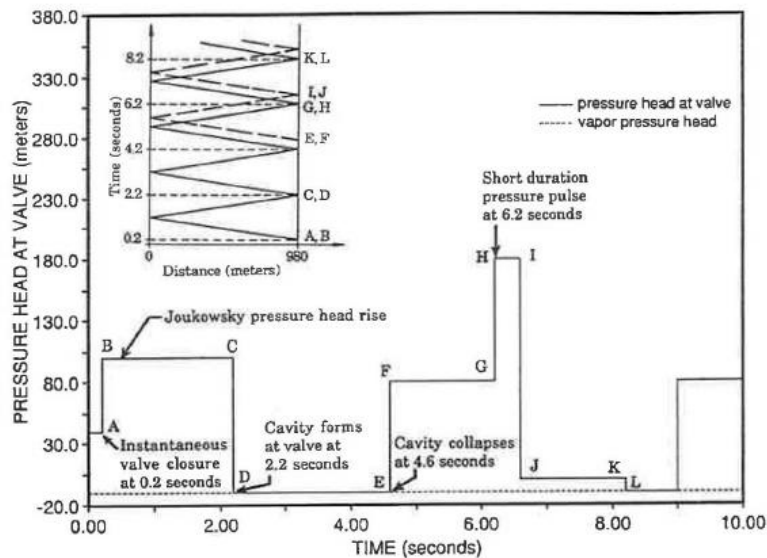 380.0
350.0
290.0
230.0
180.0
130.0
80.0
30.0
-20.0
PRESSURE HEAD AT VALVE (meters)
0.00
2.00
4.00
6.00
8.00
10.00
TIME (seconds)
8.2
6.2
4.2
2.2
0.2
Time (seconds)
0
980
Distance (meters)
K, L
I, J
G, H
E, F
C, D
A, B
pressure head at valve
vapor pressure head
Short duration
pressure pulse
at 6.2 seconds
H
I
B
Joukowsky pressure head rise
C
A
Instantaneous
valve closure
at 0.2 seconds
D
Cavity forms
at valve at
2.2 seconds
F
G
E
Cavity collapses
at 4.6 seconds
J
K
L